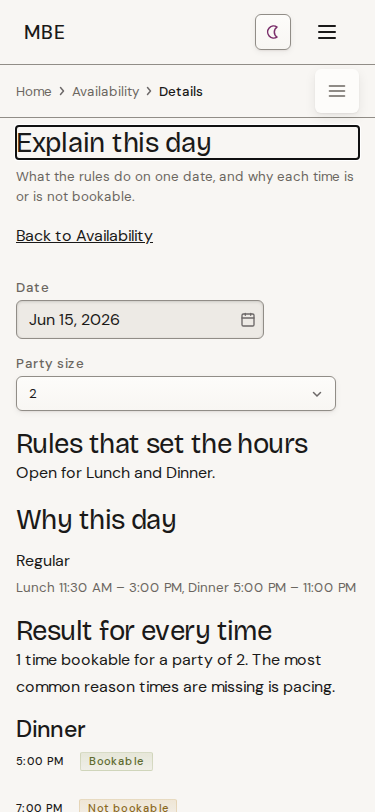 MBE
Home > Availability > Details
Explain this day
What the rules do on one date, and why each time is
or is not bookable.
Back to Availability
Date
Jun 15, 2026
Party size
2
Rules that set the hours
Open for Lunch and Dinner.
Why this day
Regular
Lunch 11:30 AM – 3:00 PM, Dinner 5:00 PM – 11:00 PM
Result for every time
1 time bookable for a party of 2. The most
common reason times are missing is pacing.
Dinner
5:00 PM Bookable
7:00 PM Not bookable